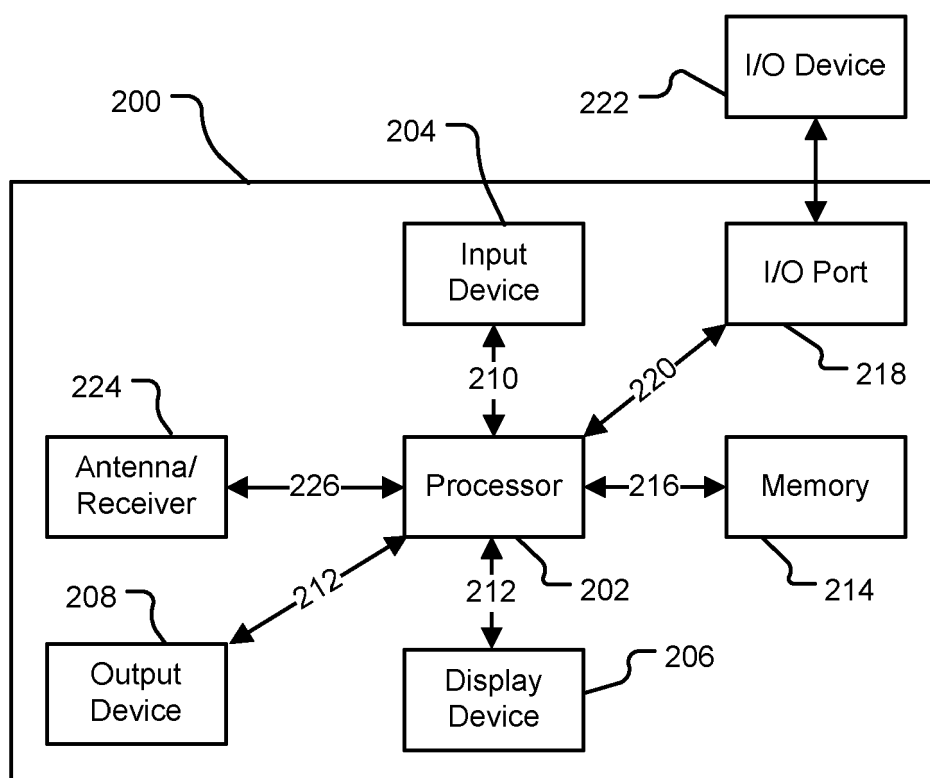 I/O Device
222
200
204
Input
Device
I/O Port
210
220
218
224
Antenna/
Receiver
226
Processor
216
Memory
212
212
202
214
208
206
Output
Device
Display
Device